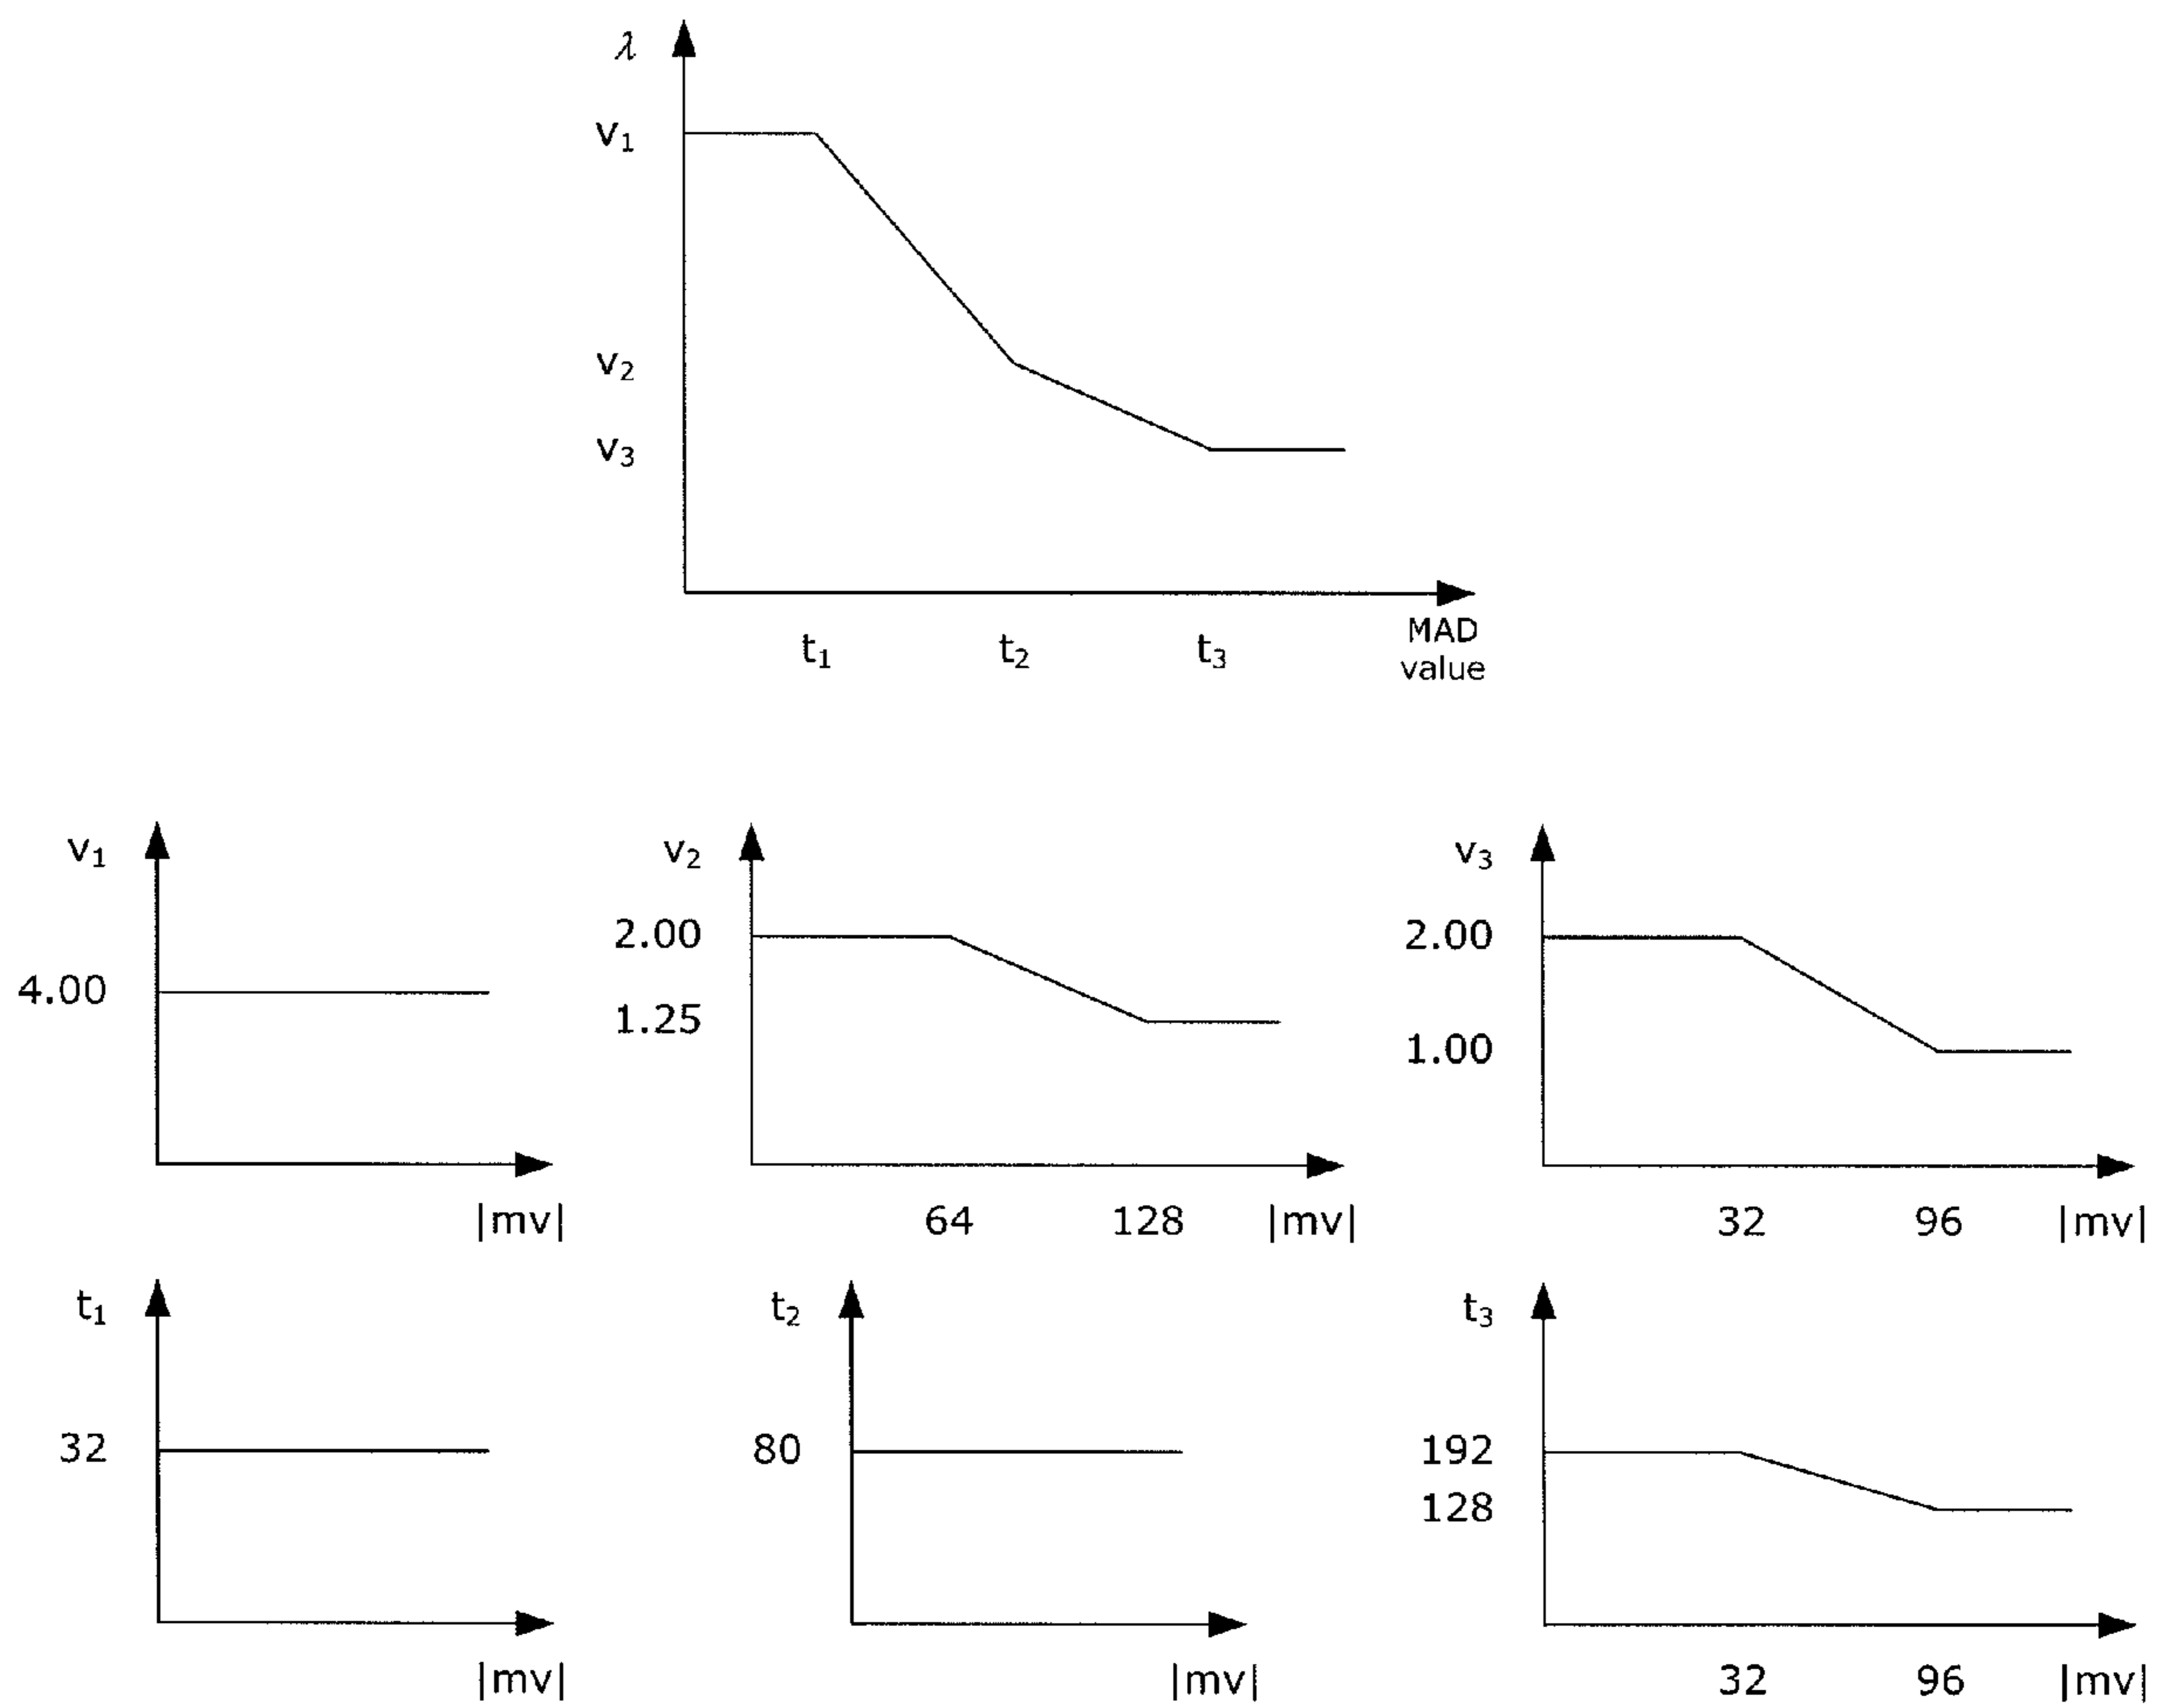 λ
v₁
v₂
v₃
t₁ t₂ t₃ MAD
value
v₁
4.00
|mv|
v₂
2.00
1.25
64 128 |mv|
v₃
2.00
1.00
32 96 |mv|
t₁
32
|mv|
t₂
80
|mv|
t₃
192
128
32 96 |mv|